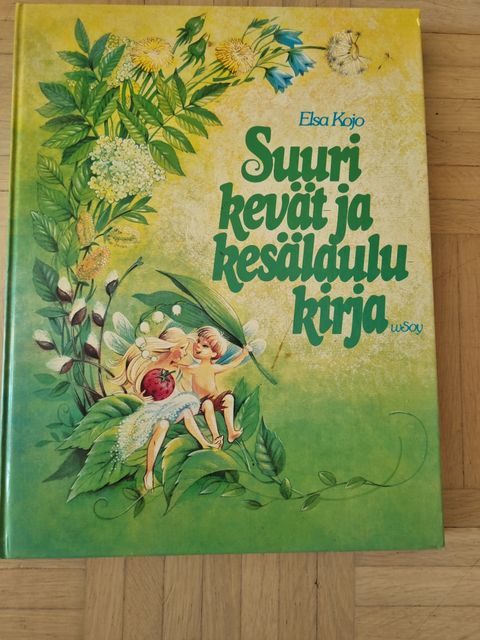 Elsa Kojo
Suuri
kevät ja
kesälaulu
kirja
wSoy